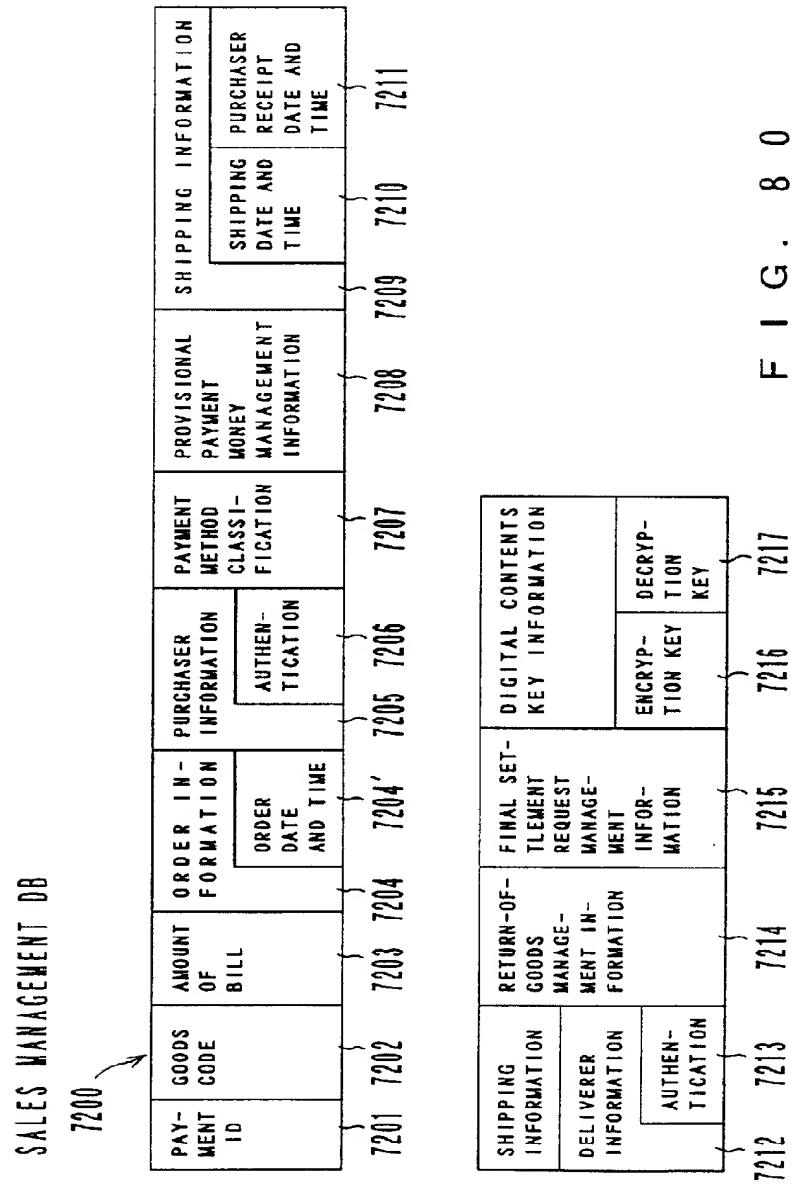 SALES MANAGEMENT DB
7200
PAY-
MENT
ID
GOODS
CODE
AMOUNT
OF
BILL
ORDER IN-
FORMATION
ORDER
DATE
AND TIME
PURCHASER
INFORMATION
AUTHEN-
TICATION
PAYMENT
METHOD
CLASSI-
FICATION
PROVISIONAL
PAYMENT
MONEY
MANAGEMENT
INFORMATION
SHIPPING INFORMATION
SHIPPING
DATE AND
TIME
PURCHASER
RECEIPT
DATE AND
TIME
7201
7202
7203
7204
7204'
7205
7206
7207
7208
7209
7210
7211
SHIPPING
INFORMATION
DELIVERER
INFORMATION
AUTHEN-
TICATION
RETURN-OF-
GOODS
MANAGE-
MENT IN-
FORMATION
FINAL SET-
TLEMENT
REQUEST
MANAGE-
MENT
INFOR-
MATION
DIGITAL CONTENTS
KEY INFORMATION
ENCRYP-
TION KEY
DECRYP-
TION
KEY
7212
7213
7214
7215
7216
7217
FIG. 80